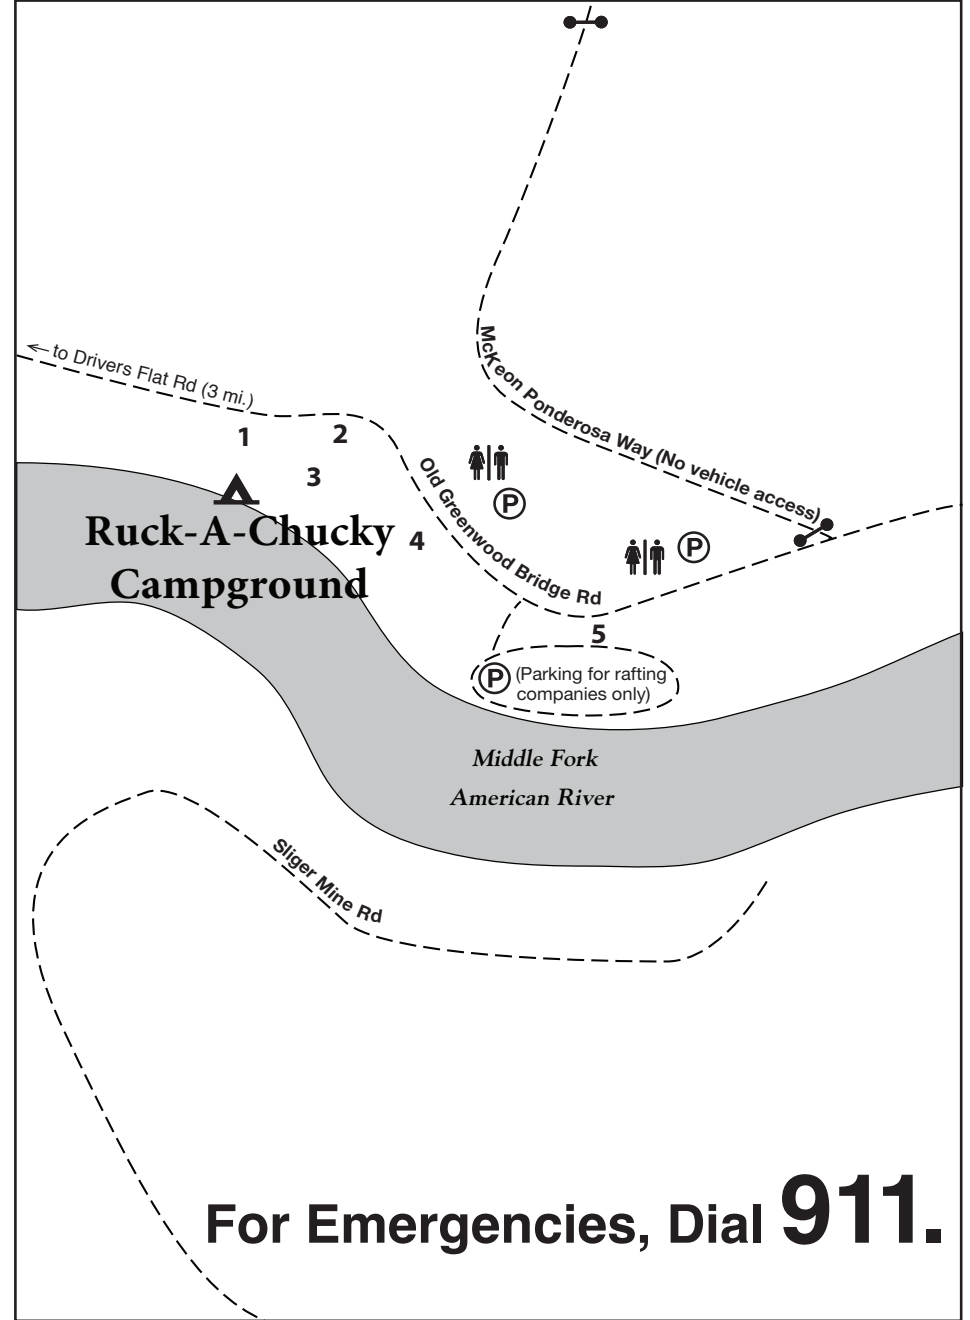 McKeon Ponderosa Way (No vehicle access)
to Drivers Flat Rd (3 mi.)
1
2
3
4
Old Greenwood Bridge Rd
P
P
Ruck-A-Chucky
Campground
5
P
(Parking for rafting
companies only)
Middle Fork
American River
Sliger Mine Rd
For Emergencies, Dial 911.